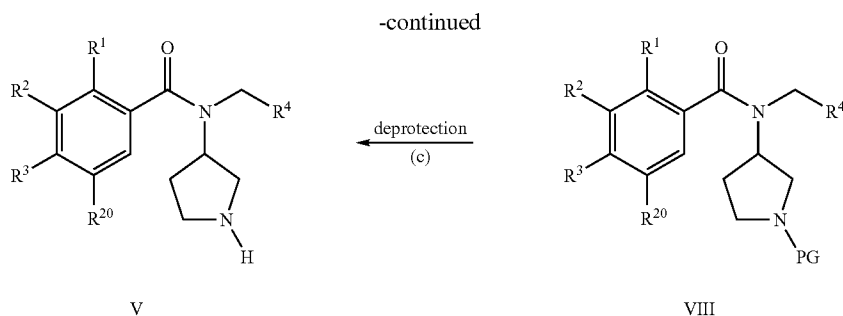 -continued
R¹ O R¹ O
R² N R⁴ R² N R⁴
deprotection
(c)
R³ R³
R²⁰ N R²⁰ N
H PG
V VIII